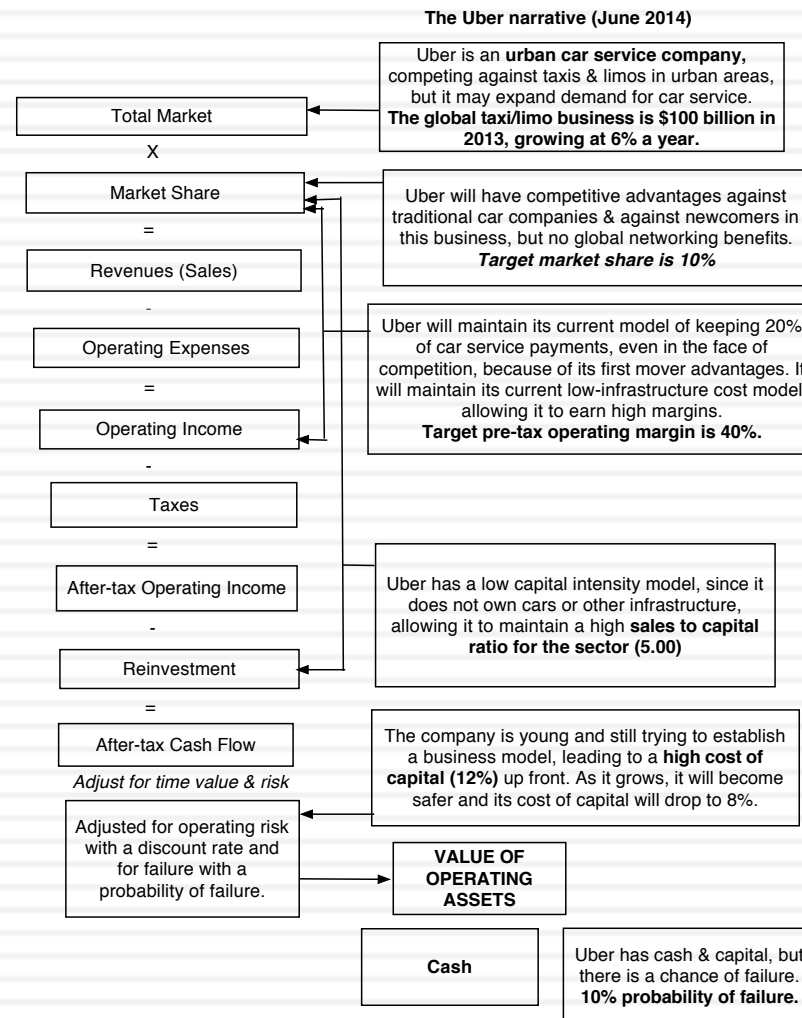 The Uber narrative (June 2014)
Uber is an urban car service company,
competing against taxis & limos in urban areas,
but it may expand demand for car service.
The global taxi/limo business is $100 billion in
2013, growing at 6% a year.
Total Market
X
Market Share
Uber will have competitive advantages against
traditional car companies & against newcomers in
this business, but no global networking benefits.
Target market share is 10%
=
Revenues (Sales)
-
Operating Expenses
Uber will maintain its current model of keeping 20%
of car service payments, even in the face of
competition, because of its first mover advantages. It
will maintain its current low-infrastructure cost model,
allowing it to earn high margins.
Target pre-tax operating margin is 40%.
=
Operating Income
-
Taxes
=
After-tax Operating Income
Uber has a low capital intensity model, since it
does not own cars or other infrastructure,
allowing it to maintain a high sales to capital
ratio for the sector (5.00)
-
Reinvestment
=
After-tax Cash Flow
The company is young and still trying to establish
a business model, leading to a high cost of
capital (12%) up front. As it grows, it will become
safer and its cost of capital will drop to 8%.
Adjust for time value & risk
Adjusted for operating risk
with a discount rate and
for failure with a
probability of failure.
VALUE OF
OPERATING
ASSETS
Cash
Uber has cash & capital, but
there is a chance of failure.
10% probability of failure.